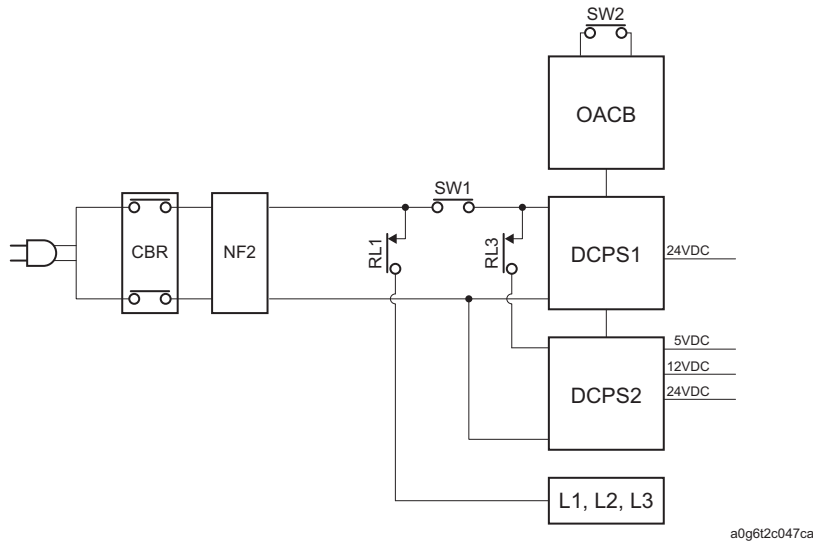 SW2
OACB
SW1
CBR
NF2
RL1
RL3
DCPS1
24VDC
5VDC
12VDC
DCPS2
24VDC
L1, L2, L3
a0g6t2c047ca